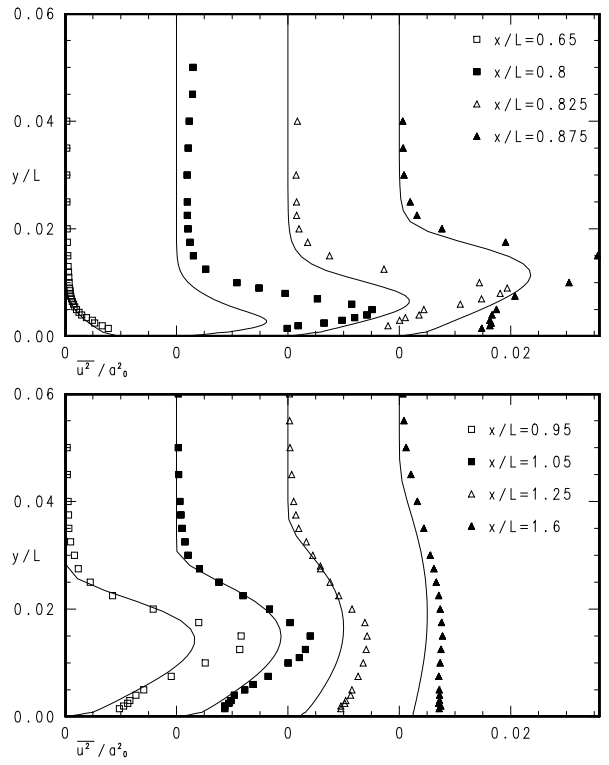 0.06
x/L=0.65
x/L=0.8
x/L=0.825
0.04
x/L=0.875
y/L
0.02
0.00
0 0 0 0 0.02
u²/a²₀
0.06
x/L=0.95
x/L=1.05
x/L=1.25
0.04
x/L=1.6
y/L
0.02
0.00
0 0 0 0 0.02
u²/a²₀